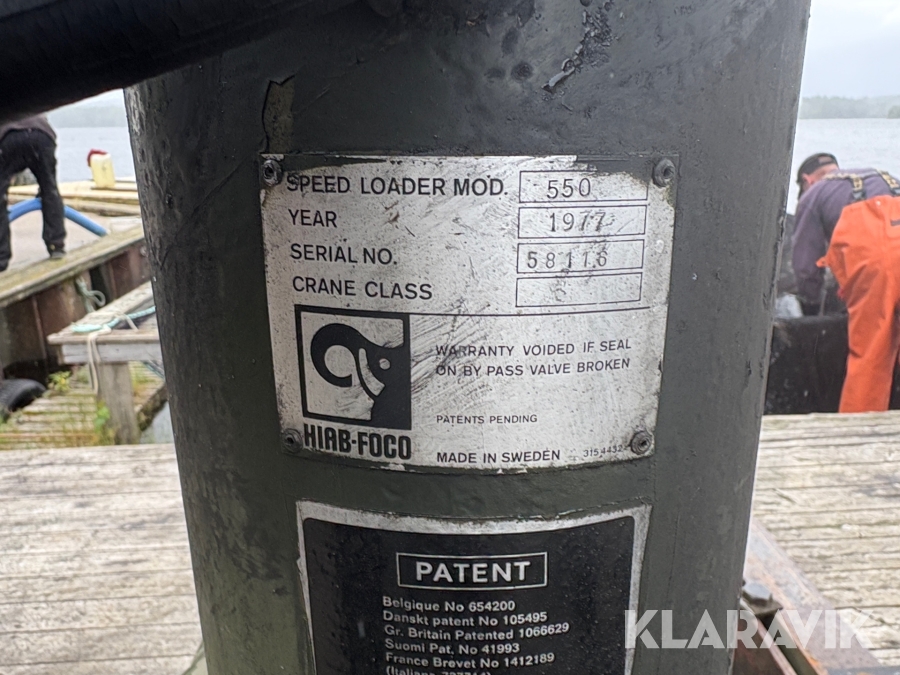 SPEED LOADER MOD. 550
YEAR 1977
SERIAL NO. 58116
CRANE CLASS
WARRANTY VOIDED IF SEAL
ON BY PASS VALVE BROKEN
PATENTS PENDING
HIAB-FOCO
MADE IN SWEDEN
PATENT
Belgique No 654200
Danskt patent No 105495
Gr. Britain Patented 1066629
Suomi Pat, No 41993
France Brevet No 1412189
KLARAVIK